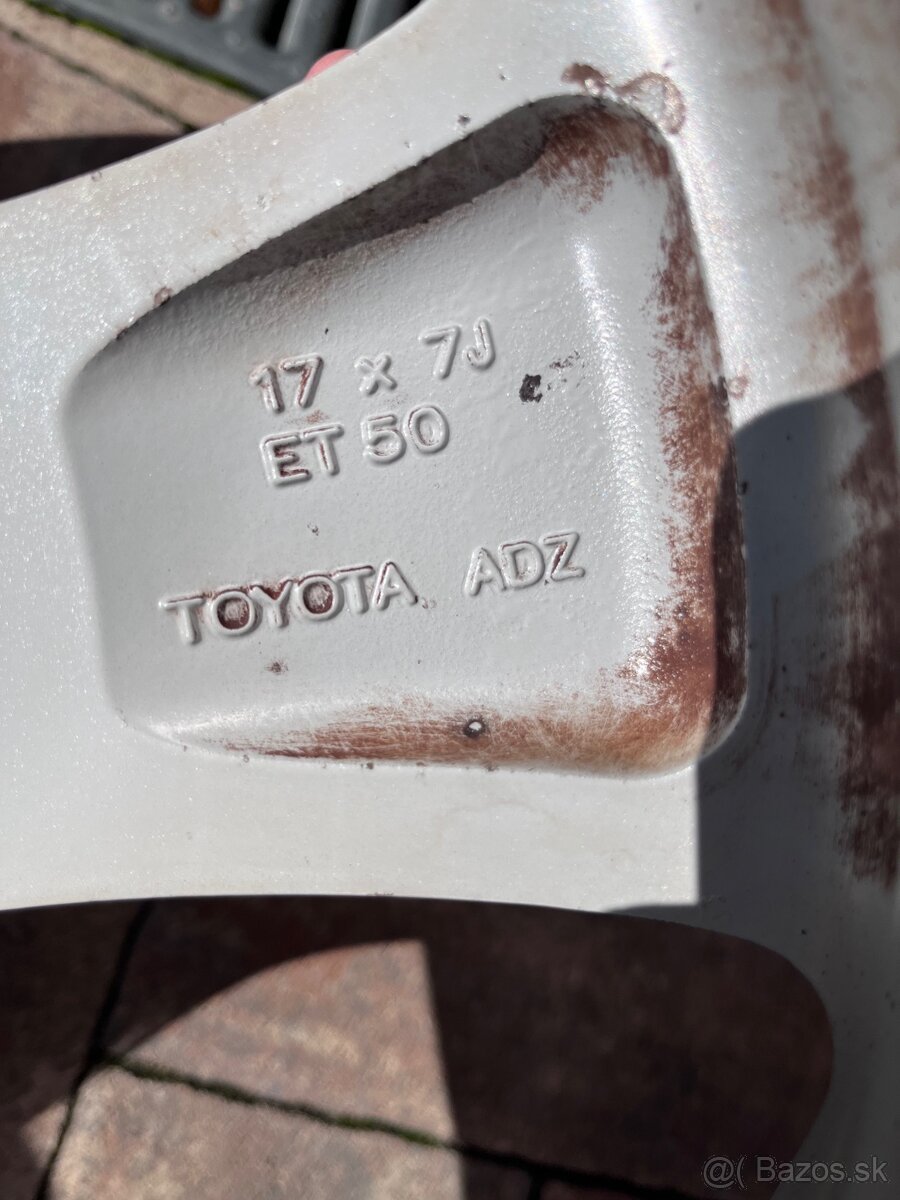 17 x 7J
ET 50
TOYOTA ADZ
@( Bazos.sk